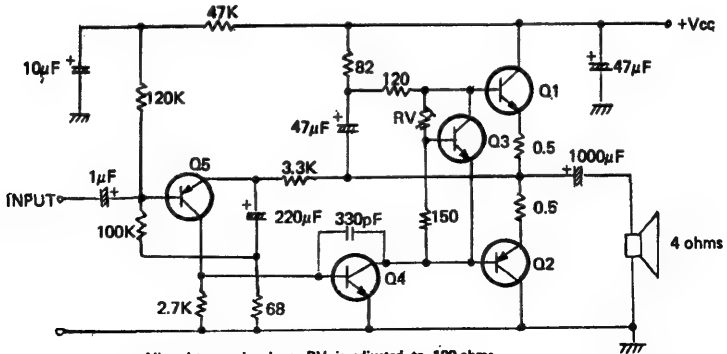 47K
+Vcc
10μF +
82
120
Q1
+
47μF
120K
RV
47μF
+
Q3
0.5
1000μF
+
1μF
+
Q5
3.3K
INPUT
+
220μF
330pF
150
0.5
100K
4 ohms
Q4
Q2
2.7K
68